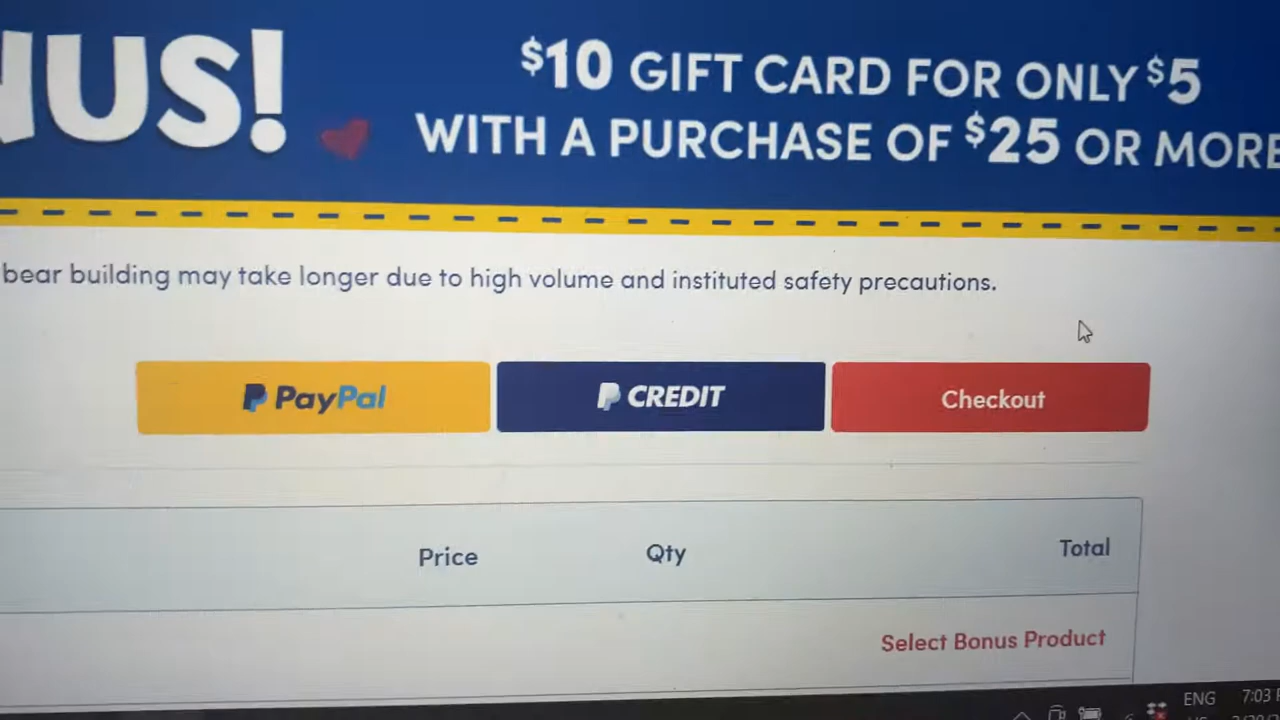 US!
$10 GIFT CARD FOR ONLY $5
WITH A PURCHASE OF $25 OR MORE
bear building may take longer due to high volume and instituted safety precautions.
PayPal
CREDIT
Checkout
Price
Qty
Total
Select Bonus Product
ENG
7:03